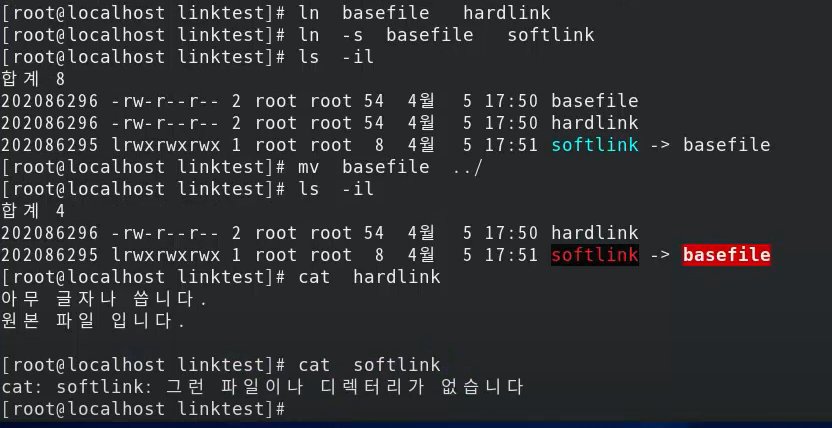 [root@localhost linktest]# ln  basefile   hardlink
[root@localhost linktest]# ln  -s  basefile   softlink
[root@localhost linktest]# ls  -il
합계 8
202086296 -rw-r--r-- 2 root root 54  4월  5 17:50 basefile
202086296 -rw-r--r-- 2 root root 54  4월  5 17:50 hardlink
202086295 lrwxrwxrwx 1 root root  8  4월  5 17:51 softlink -> basefile
[root@localhost linktest]# mv  basefile  ../
[root@localhost linktest]# ls  -il
합계 4
202086296 -rw-r--r-- 2 root root 54  4월  5 17:50 hardlink
202086295 lrwxrwxrwx 1 root root  8  4월  5 17:51 softlink -> basefile
[root@localhost linktest]# cat  hardlink
아무 글자나 씁니다.
원본 파일 입니다.
[root@localhost linktest]# cat  softlink
cat: softlink: 그런 파일이나 디렉터리가 없습니다
[root@localhost linktest]#